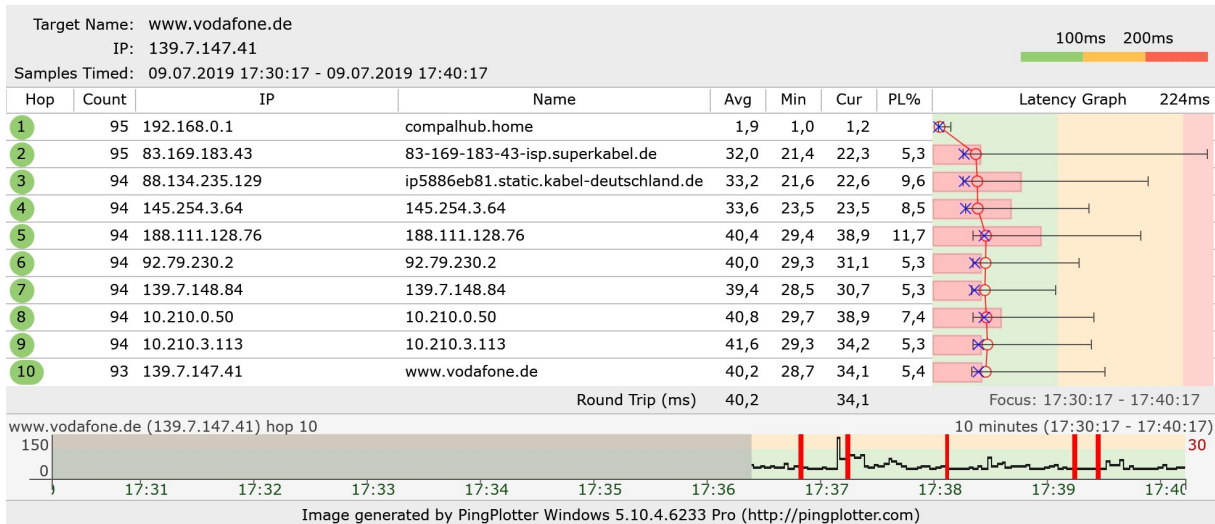 Target Name: www.vodafone.de
IP: 139.7.147.41
Samples Timed: 09.07.2019 17:30:17 - 09.07.2019 17:40:17
100ms 200ms
Hop Count IP Name Avg Min Cur PL% Latency Graph 224ms
1 95 192.168.0.1 compalhub.home 1,9 1,0 1,2
2 95 83.169.183.43 83-169-183-43-isp.superkabel.de 32,0 21,4 22,3 5,3
3 94 88.134.235.129 ip5886eb81.static.kabel-deutschland.de 33,2 21,6 22,6 9,6
4 94 145.254.3.64 145.254.3.64 33,6 23,5 23,5 8,5
5 94 188.111.128.76 188.111.128.76 40,4 29,4 38,9 11,7
6 94 92.79.230.2 92.79.230.2 40,0 29,3 31,1 5,3
7 94 139.7.148.84 139.7.148.84 39,4 28,5 30,7 5,3
8 94 10.210.0.50 10.210.0.50 40,8 29,7 38,9 7,4
9 94 10.210.3.113 10.210.3.113 41,6 29,3 34,2 5,3
10 93 139.7.147.41 www.vodafone.de 40,2 28,7 34,1 5,4
Round Trip (ms) 40,2 34,1 Focus: 17:30:17 - 17:40:17
www.vodafone.de (139.7.147.41) hop 10 10 minutes (17:30:17 - 17:40:17)
150 30
0
17:31 17:32 17:33 17:34 17:35 17:36 17:37 17:38 17:39 17:40
Image generated by PingPlotter Windows 5.10.4.6233 Pro (http://pingplotter.com)